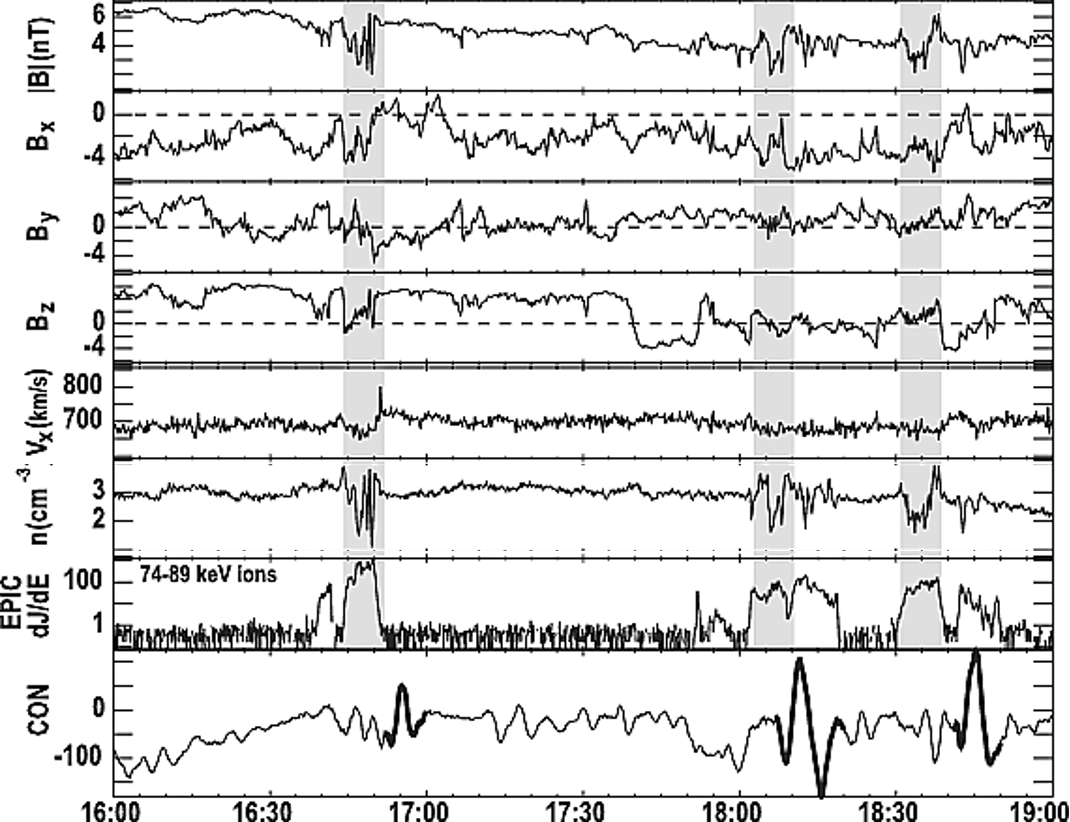 |B|(nT)
6
4
Bx
0
-4
By
0
-4
Bz
0
-4
Vx(km/s)
800
700
n(cm-3.
3
2
EPIC
dJ/dE
100
1
74-89 keV ions
CON
0
-100
16:00 16:30 17:00 17:30 18:00 18:30 19:00